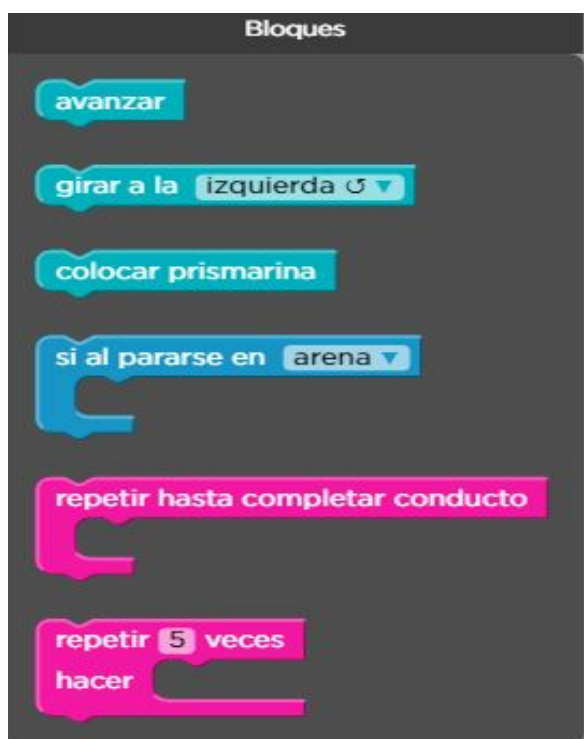 Bloques
avanzar
girar a la izquierda ↺ ▼
colocar prismarina
si al pararse en arena ▼
repetir hasta completar conducto
repetir 5 veces
hacer